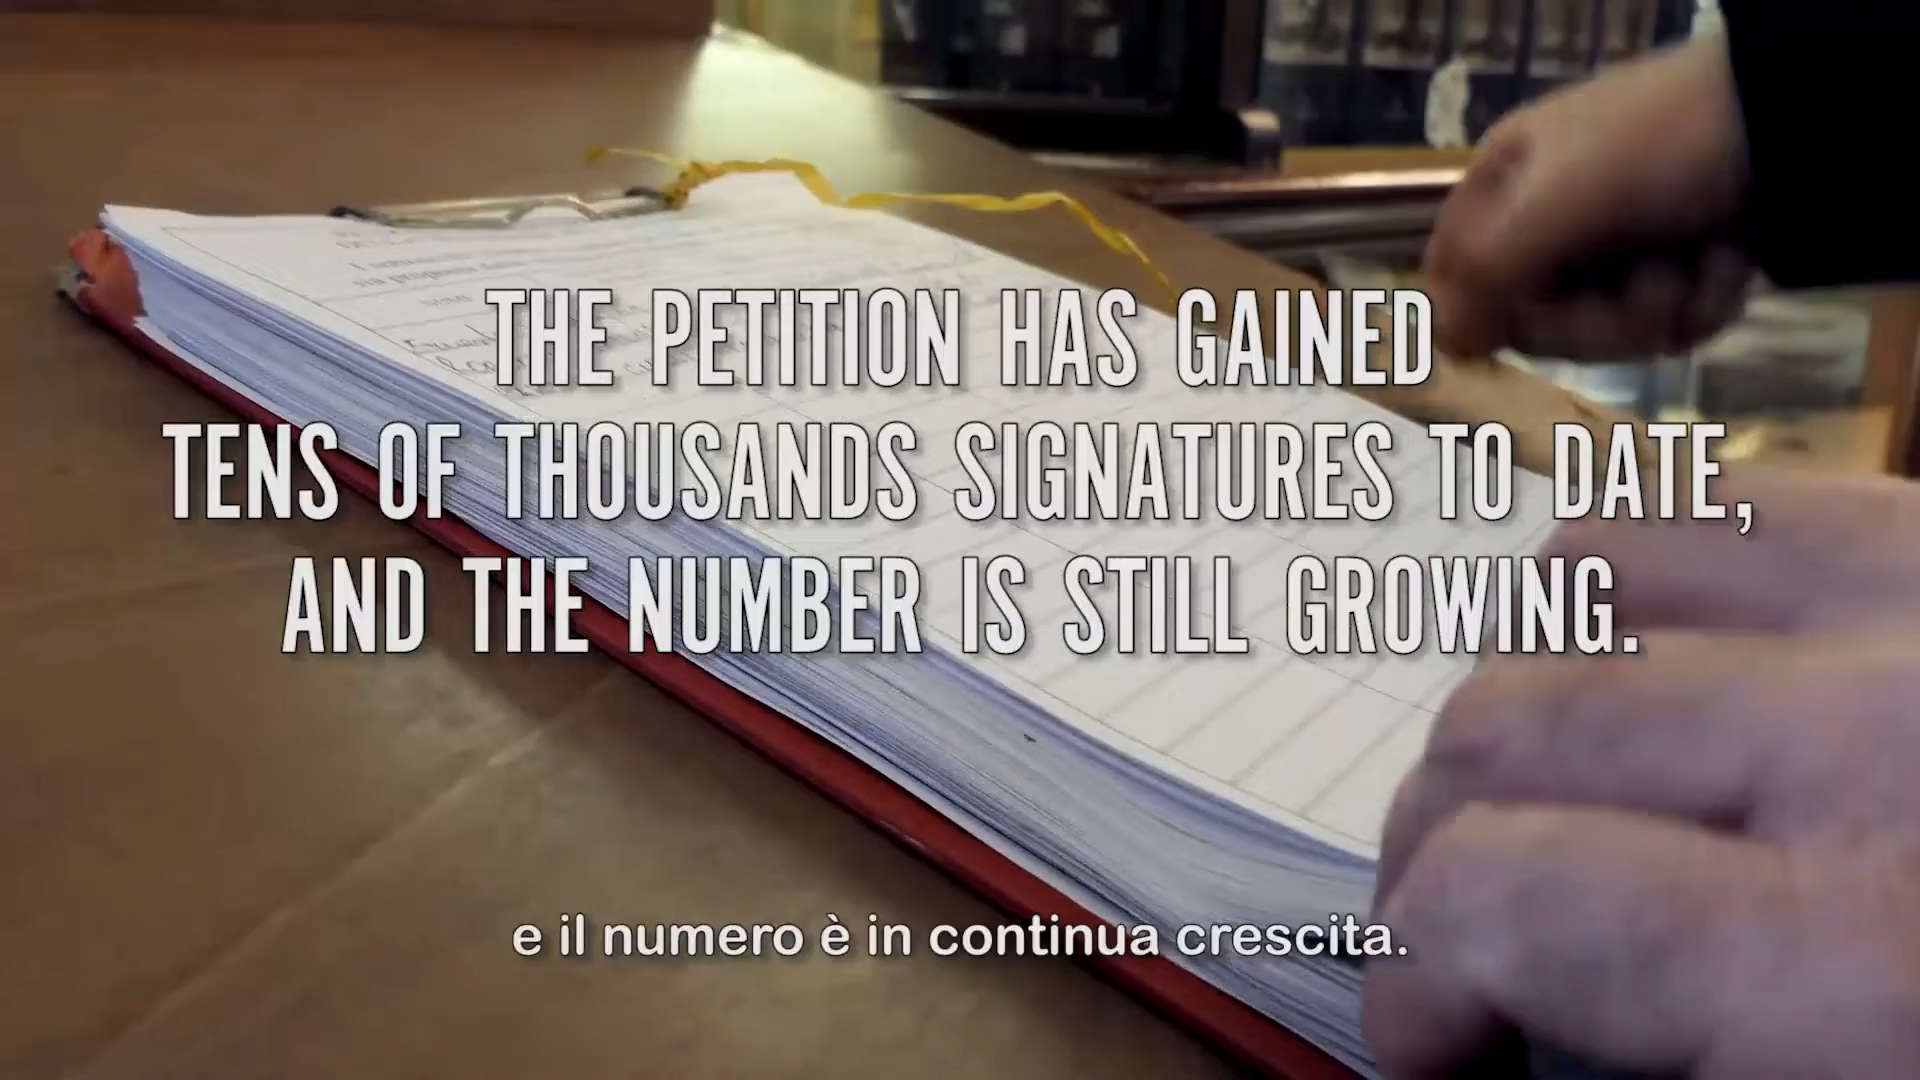 THE PETITION HAS GAINED
TENS OF THOUSANDS SIGNATURES TO DATE,
AND THE NUMBER IS STILL GROWING.
e il numero è in continua crescita.